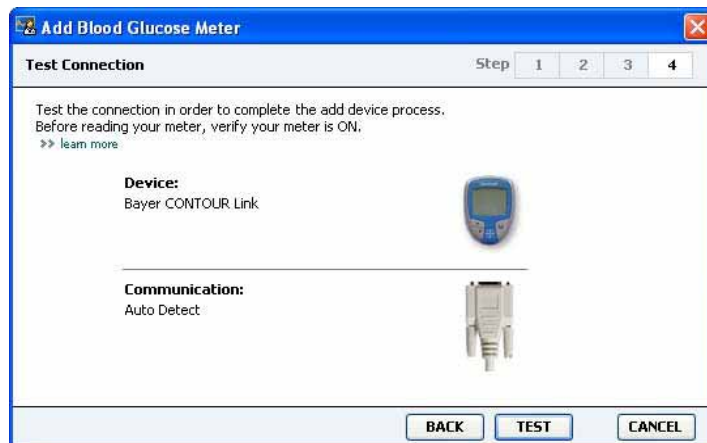 Add Blood Glucose Meter
Test Connection Step 1 2 3 4
Test the connection in order to complete the add device process.
Before reading your meter, verify your meter is ON.
>> learn more
Device:
Bayer CONTOUR Link
Communication:
Auto Detect
BACK TEST CANCEL